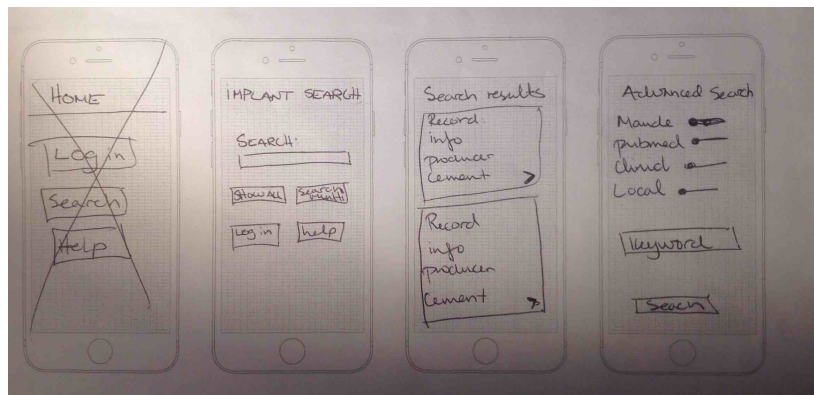 HOME
Log in
Search
Help
IMPLANT SEARCH
SEARCH:
Show All
Search
Log in
help
Search results
Record
info
producer
Cement >
Record
info
producer
Cement >
Advanced Search
pubmed
Local
Keyword